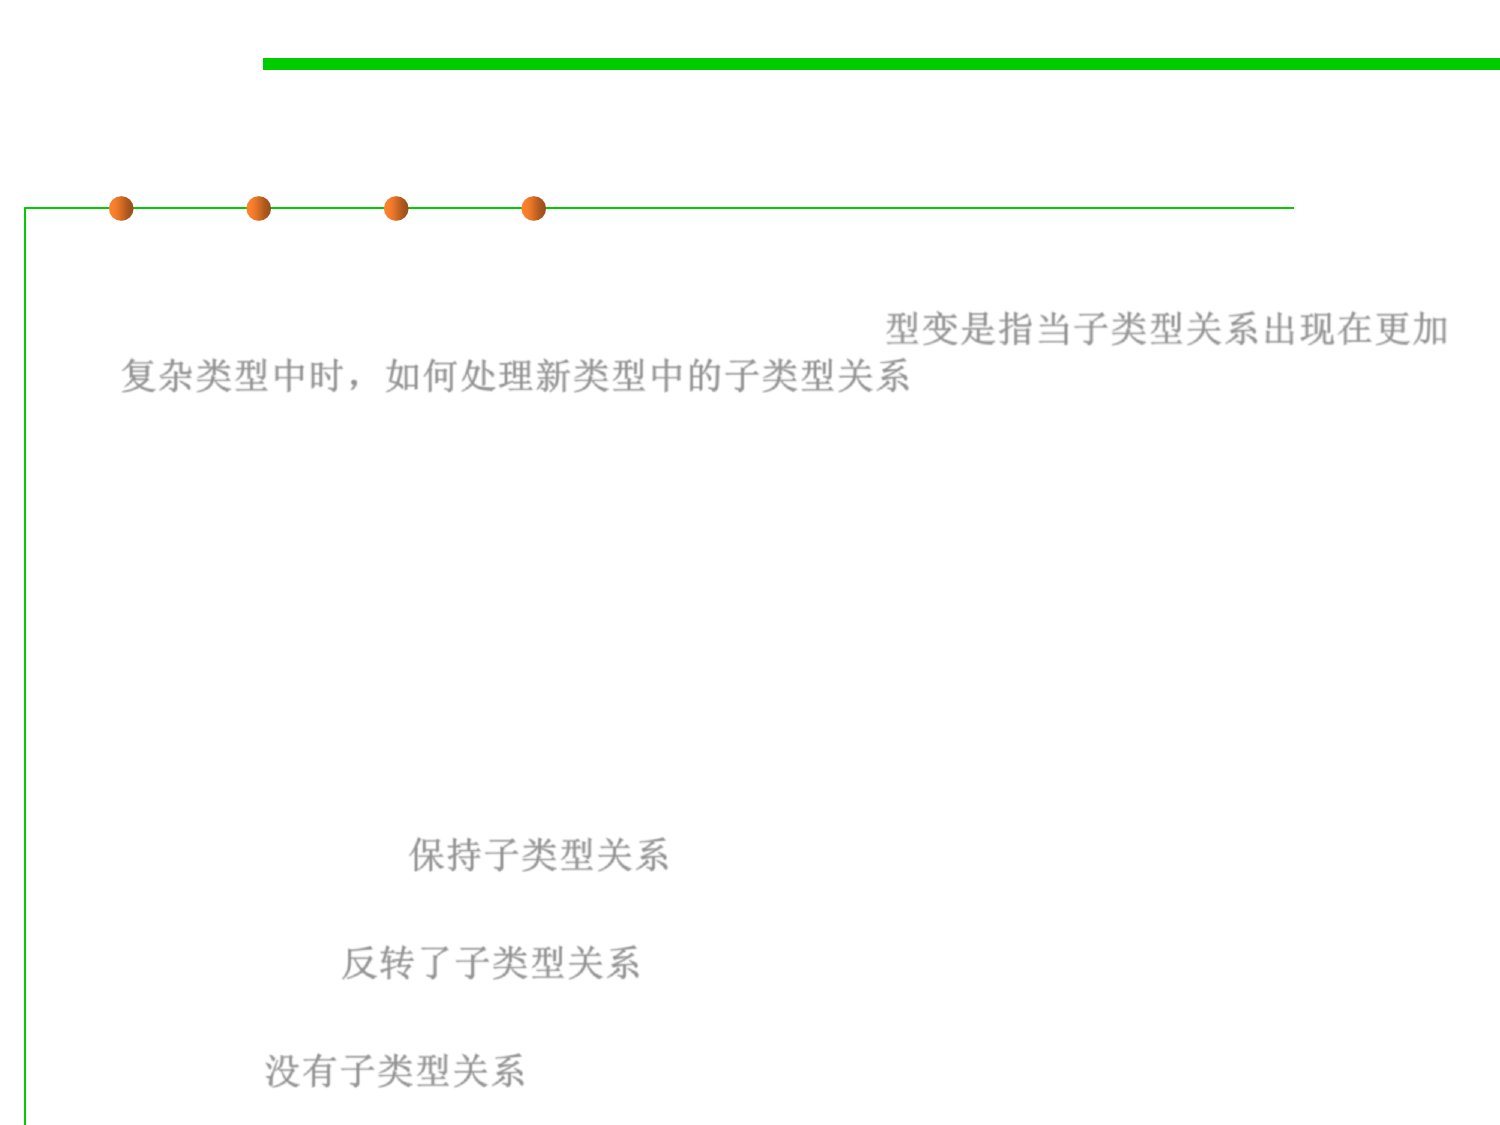 型变是指当子类型关系出现在更加
复杂类型中时，如何处理新类型中的子类型关系
保持子类型关系
反转了子类型关系
没有子类型关系